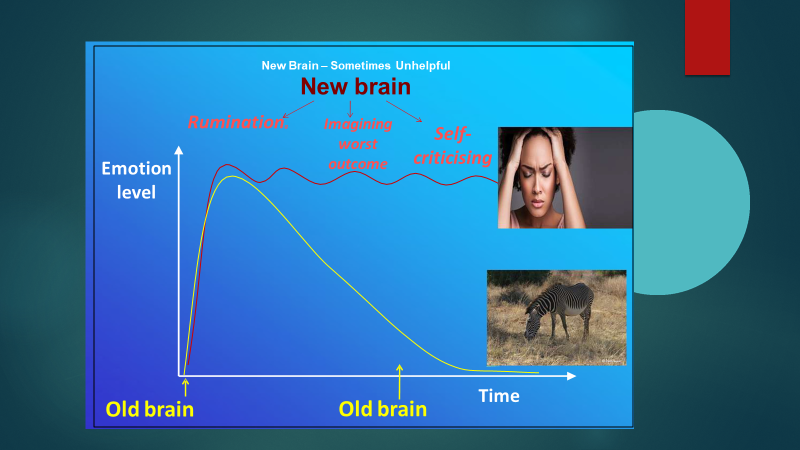 New Brain – Sometimes Unhelpful
New brain
Rumination,
Imagining
worst
outcome
Self-
criticising
Emotion
level
Old brain
Old brain
Time